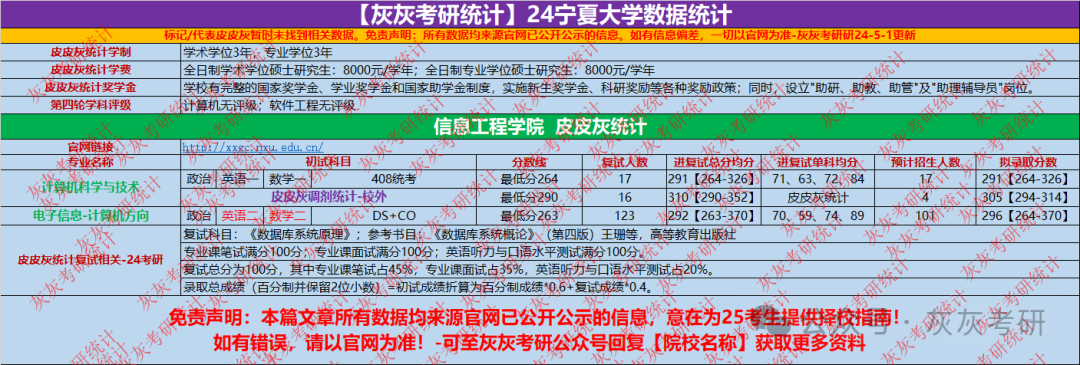 【灰灰考研统计】24宁夏大学数据统计
标记/代表皮皮灰暂时未找到相关数据。免责声明：所有数据均来源官网已公开公示的信息。如有信息偏差，一切以官网为准-灰灰考研研24-5-1更新
皮皮灰统计学制 学术学位3年，专业学位3年
皮皮灰统计学费 全日制学术学位硕士研究生：8000元/学年；全日制专业学位硕士研究生：8000元/学年
皮皮灰统计奖学金 学校有完整的国家奖学金、学业奖学金和国家助学金制度，实施新生奖学金、科研奖励等各种奖励政策；同时，设立"助研、助教、助管"及"助理辅导员"岗位。
第四轮学科评级 计算机无评级；软件工程无评级
信息工程学院 皮皮灰统计
官网链接 http://xxgc.nxu.edu.cn/
专业名称 初试科目 分数线 复试人数 进复试总分均分 进复试单科均分 预计招生人数 拟录取分数
计算机科学与技术 政治 英语一 数学一 408统考 最低分264 17 291【264-326】 71、63、72、84 17 291【264-326】
皮皮灰调剂统计-校外 最低分290 16 310【290-352】 皮皮灰统计 4 305【294-314】
电子信息-计算机方向 政治 英语二 数学二 DS+CO 最低分263 123 292【263-370】 70、59、74、89 101 296【264-370】
皮皮灰统计复试相关-24考研 复试科目：《数据库系统原理》；参考书目：《数据库系统概论》（第四版）王珊等，高等教育出版社
专业课笔试满分100分；专业课面试满分100分；英语听力与口语水平测试满分100分。
复试总分为100分，其中专业课笔试占45%，专业课面试占35%，英语听力与口语水平测试占20%。
录取总成绩（百分制并保留2位小数）=初试成绩折算为百分制成绩*0.6+复试成绩*0.4。
免责声明：本篇文章所有数据均来源官网已公开公示的信息，意在为25考生提供择校指南！
如有错误，请以官网为准！-可至灰灰考研公众号回复【院校名称】获取更多资料
公众号·灰灰考研
灰灰考研统计